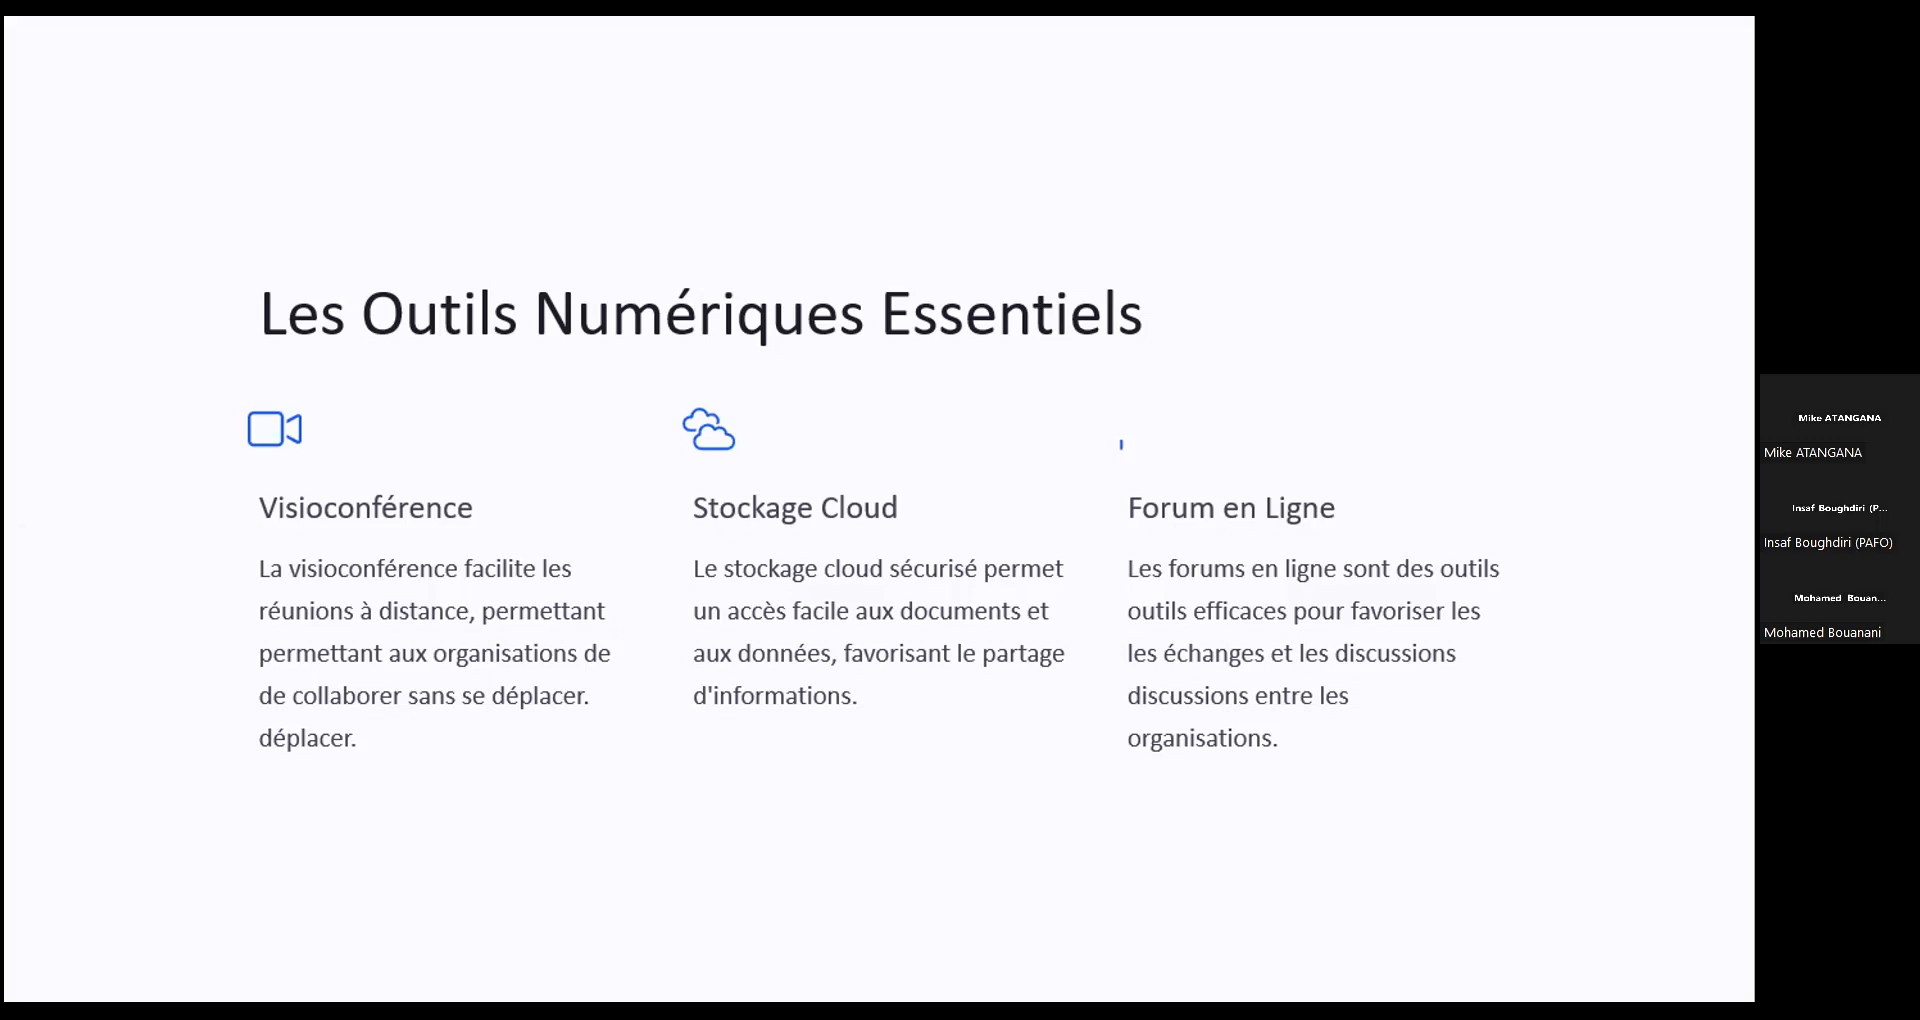 Les Outils Numériques Essentiels
Visioconférence
La visioconférence facilite les
réunions à distance, permettant
permettant aux organisations de
de collaborer sans se déplacer.
déplacer.
Stockage Cloud
Le stockage cloud sécurisé permet
un accès facile aux documents et
aux données, favorisant le partage
d'informations.
Forum en Ligne
Les forums en ligne sont des outils
outils efficaces pour favoriser les
les échanges et les discussions
discussions entre les
organisations.
Mike ATANGANA
Mike ATANGANA
Insaf Boughdiri (P...
Insaf Boughdiri (PAFO)
Mohamed Bouan...
Mohamed Bouanani